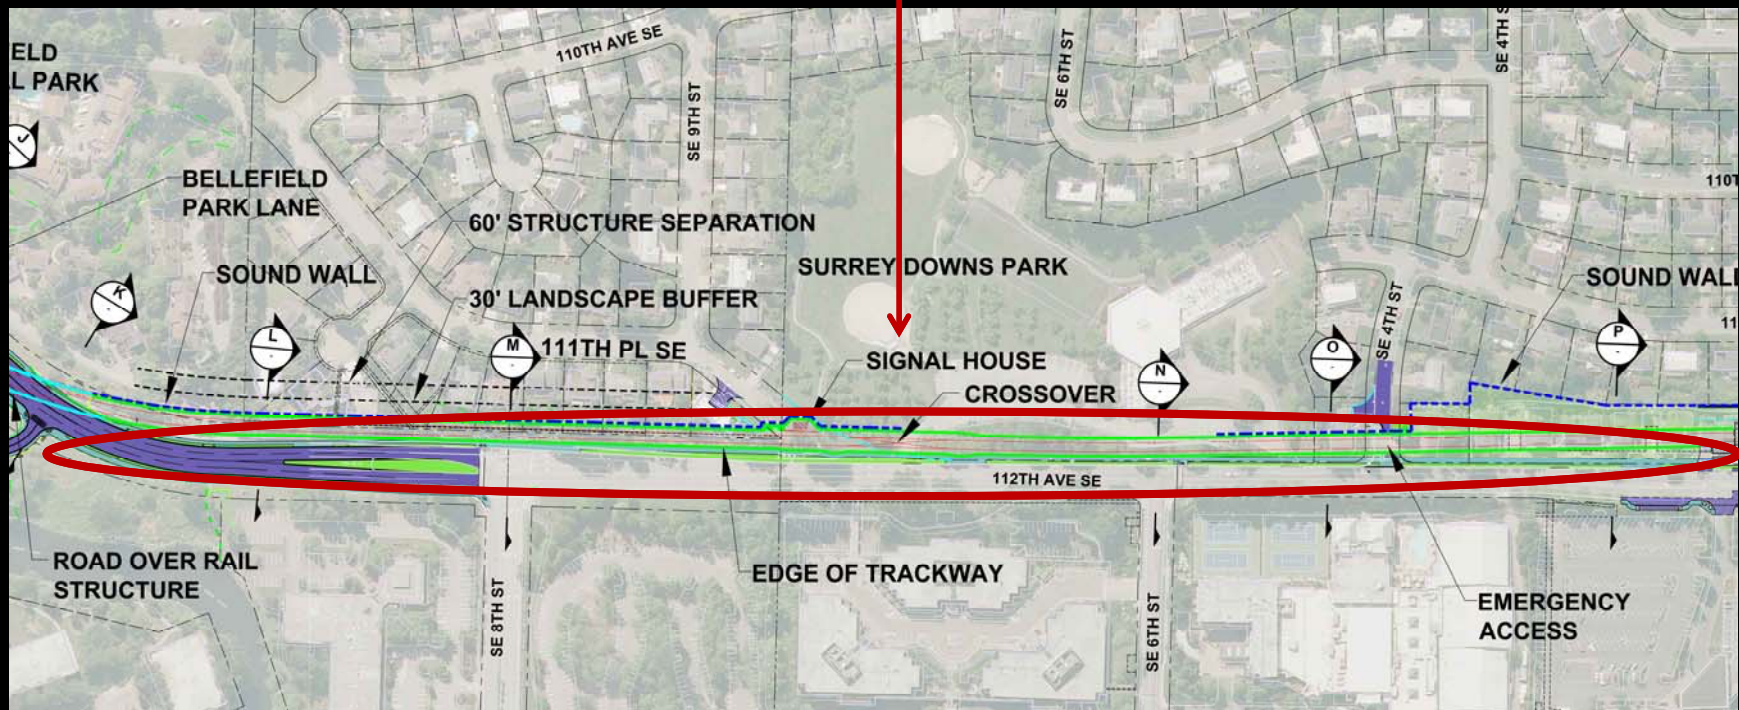 ELD
L PARK
110TH AVE SE
SE 9TH ST
SE 6TH ST
SE 4TH S
J
BELLEFIELD
PARK LANE
110T
60' STRUCTURE SEPARATION
SURREY DOWNS PARK
SOUND WALL
SOUND WALL
30' LANDSCAPE BUFFER
SE 4TH ST
K
L
M
111TH PL SE
SIGNAL HOUSE
CROSSOVER
N
O
P
11
112TH AVE SE
ROAD OVER RAIL
STRUCTURE
SE 8TH ST
EDGE OF TRACKWAY
SE 6TH ST
EMERGENCY
ACCESS